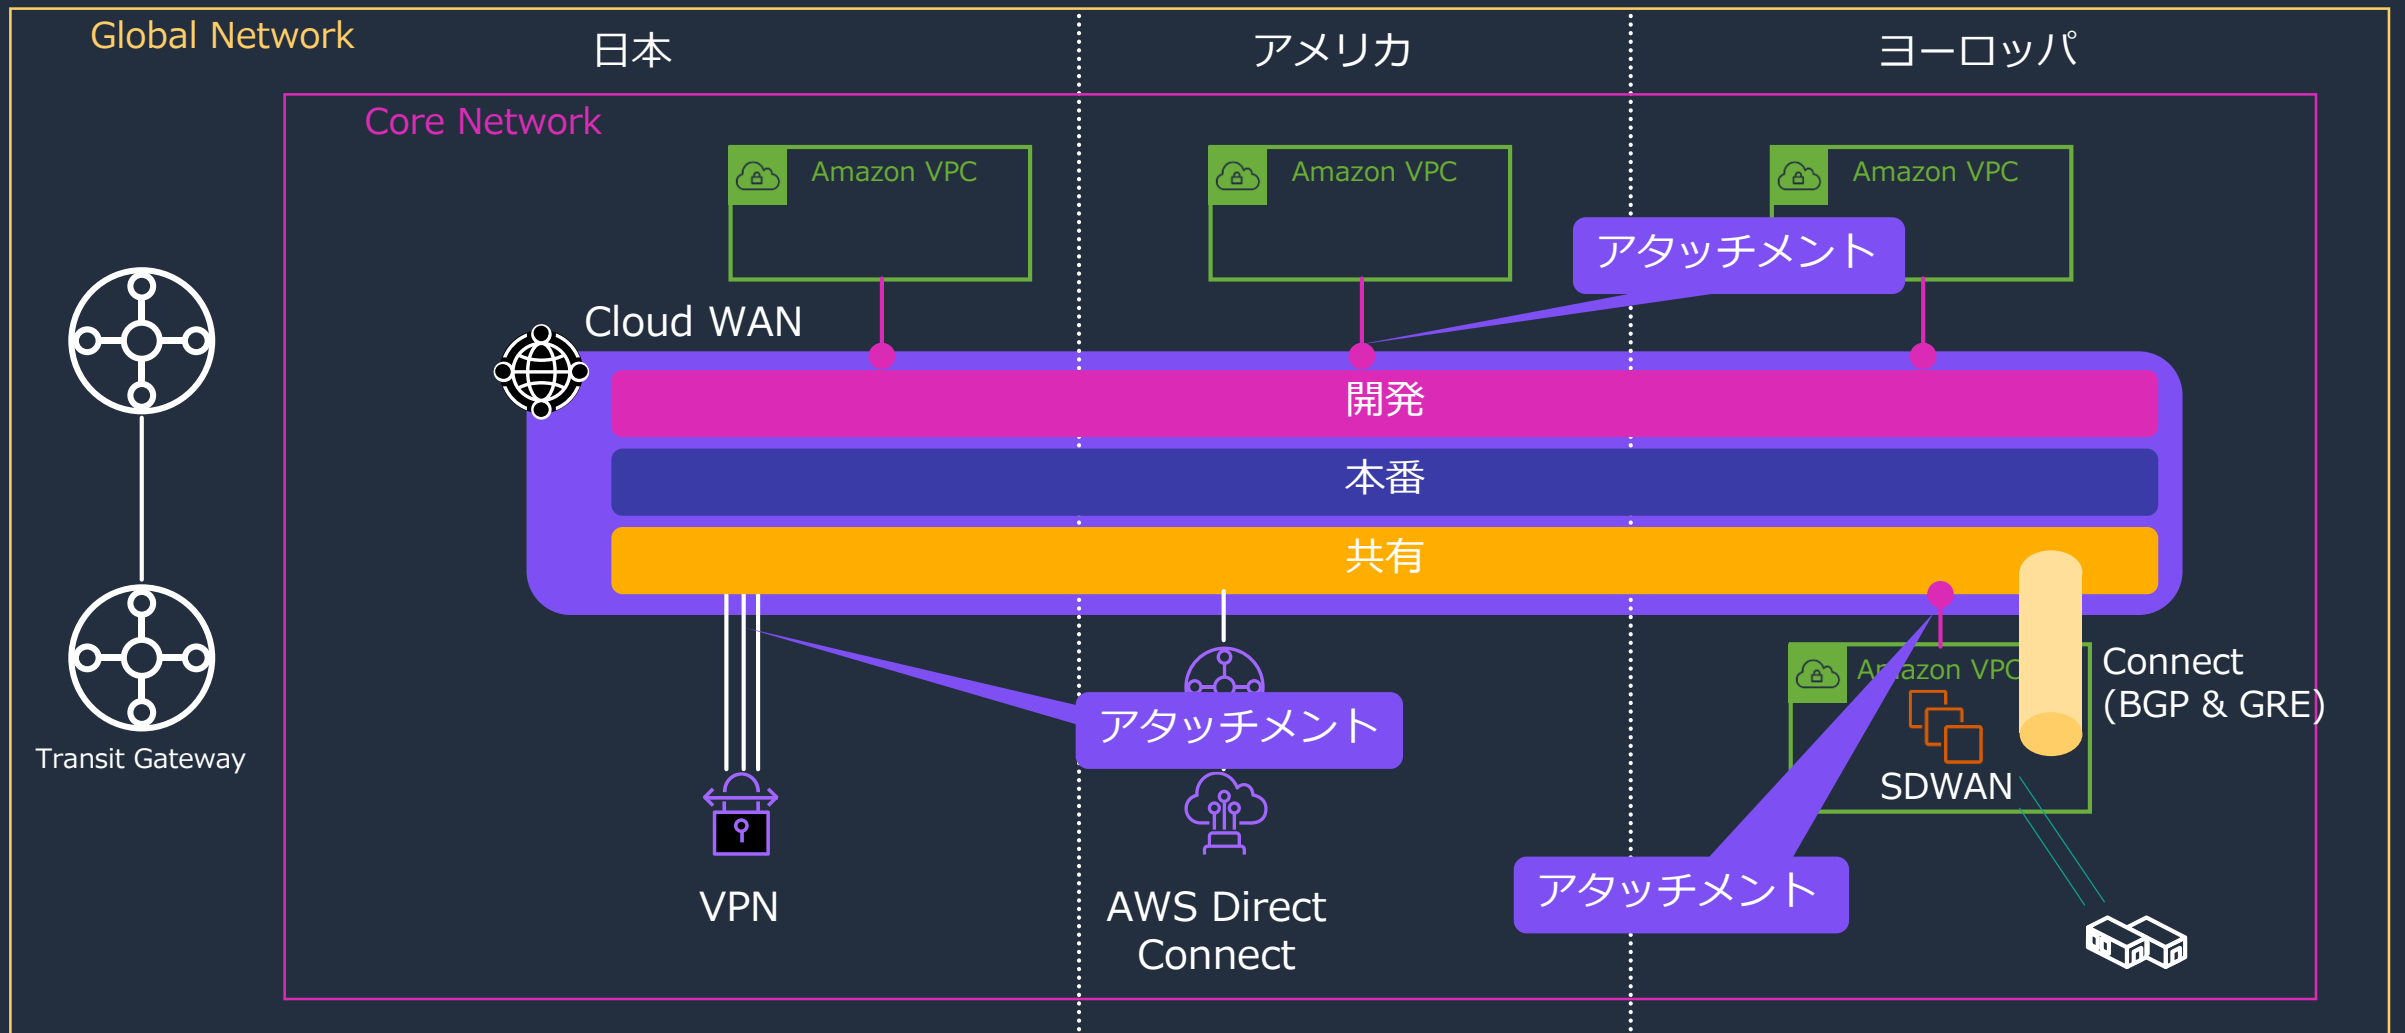 Global Network
日本
アメリカ
ヨーロッパ
Core Network
Amazon VPC
Amazon VPC
Amazon VPC
アタッチメント
Cloud WAN
開発
本番
共有
Transit Gateway
アタッチメント
Amazon VPC
Connect
(BGP & GRE)
SDWAN
アタッチメント
VPN
AWS Direct
Connect